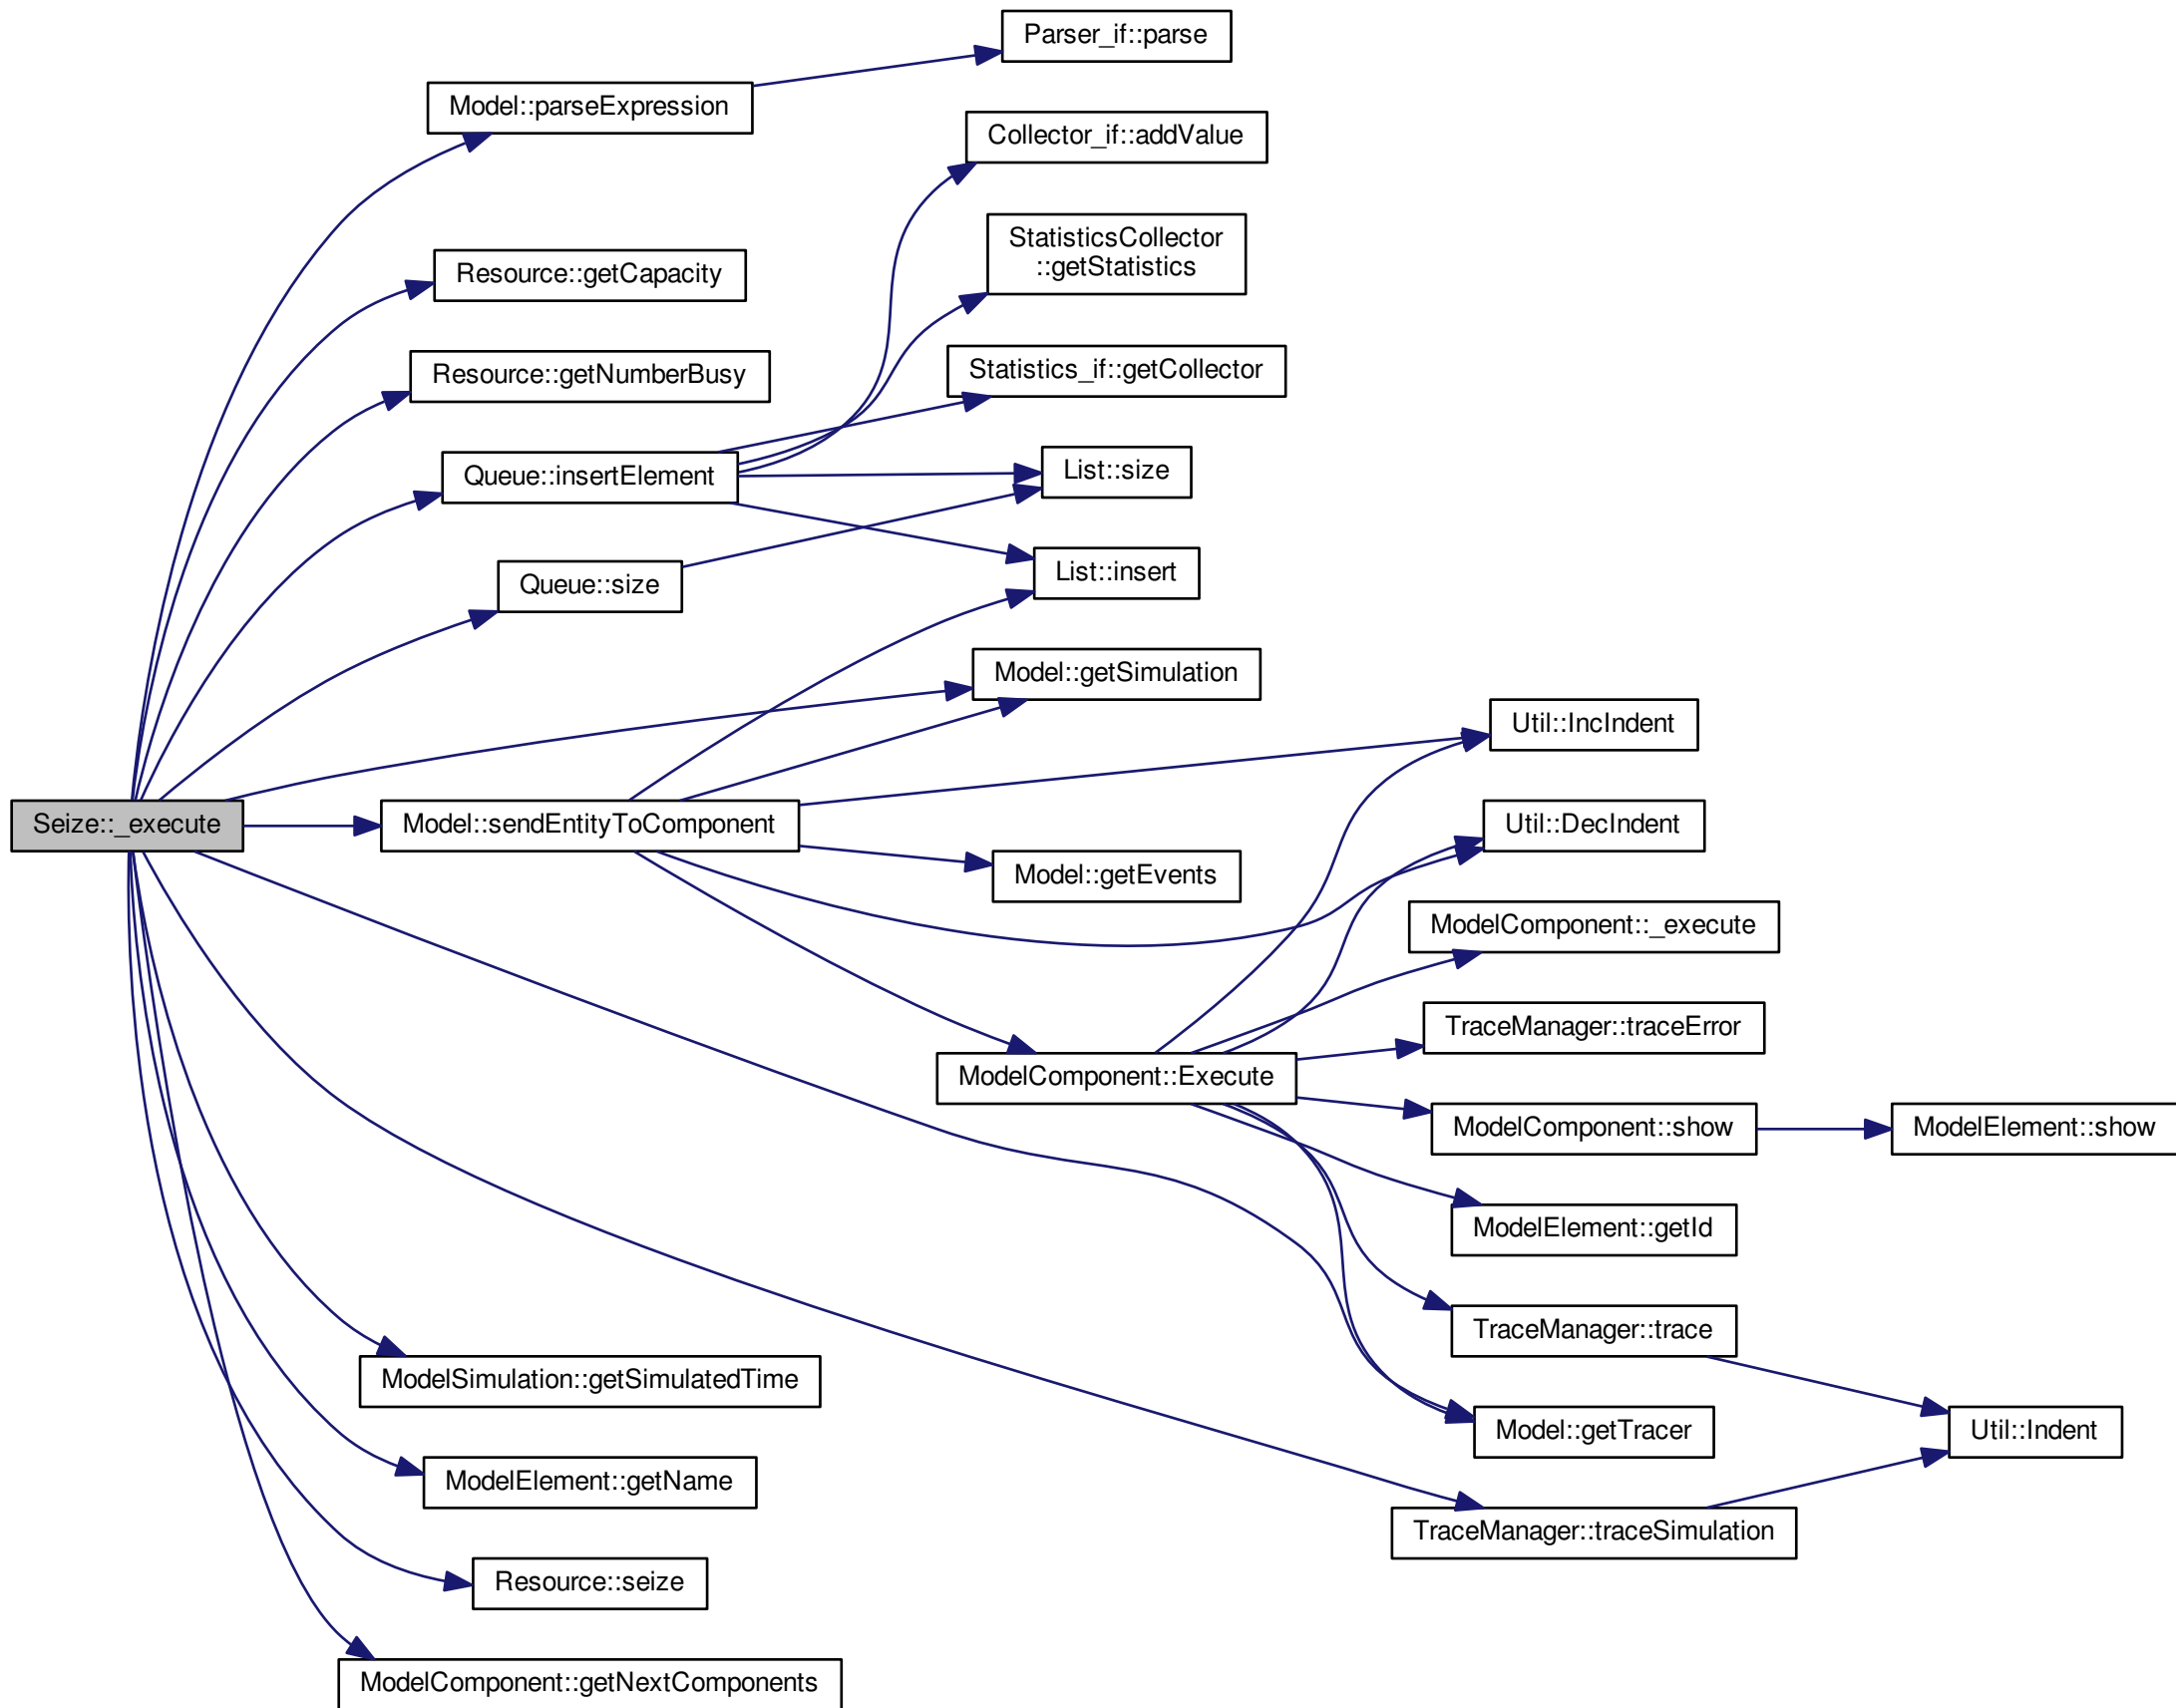 Parser_if::parse
Model::parseExpression
Collector_if::addValue
StatisticsCollector
::getStatistics
Resource::getCapacity
Statistics_if::getCollector
Resource::getNumberBusy
List::size
Queue::insertElement
List::insert
Queue::size
Model::getSimulation
Util::IncIndent
Seize::_execute
Model::sendEntityToComponent
Util::DecIndent
Model::getEvents
ModelComponent::_execute
TraceManager::traceError
ModelComponent::Execute
ModelComponent::show
ModelElement::show
ModelElement::getId
TraceManager::trace
ModelSimulation::getSimulatedTime
Model::getTracer
Util::Indent
ModelElement::getName
TraceManager::traceSimulation
Resource::seize
ModelComponent::getNextComponents